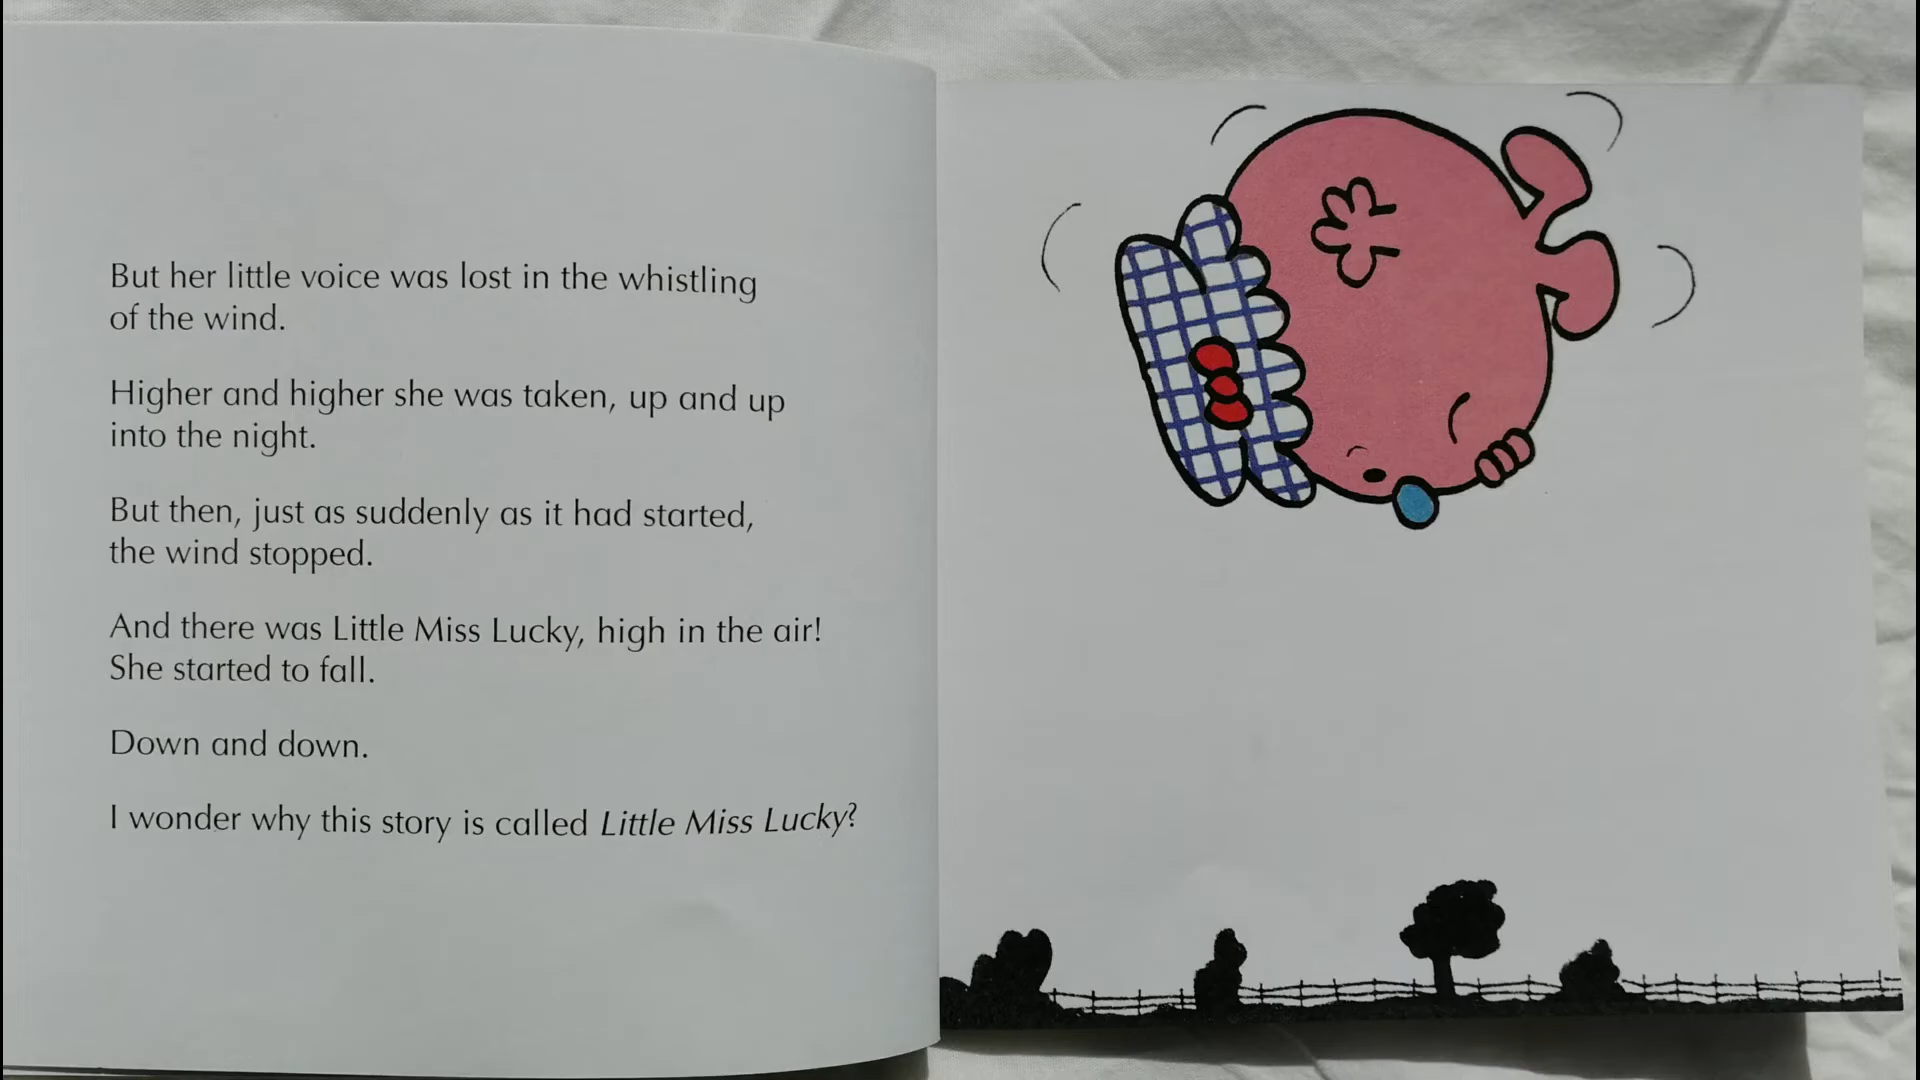 But her little voice was lost in the whistling
of the wind.
Higher and higher she was taken, up and up
into the night.
But then, just as suddenly as it had started,
the wind stopped.
And there was Little Miss Lucky, high in the air!
She started to fall.
Down and down.
I wonder why this story is called Little Miss Lucky?